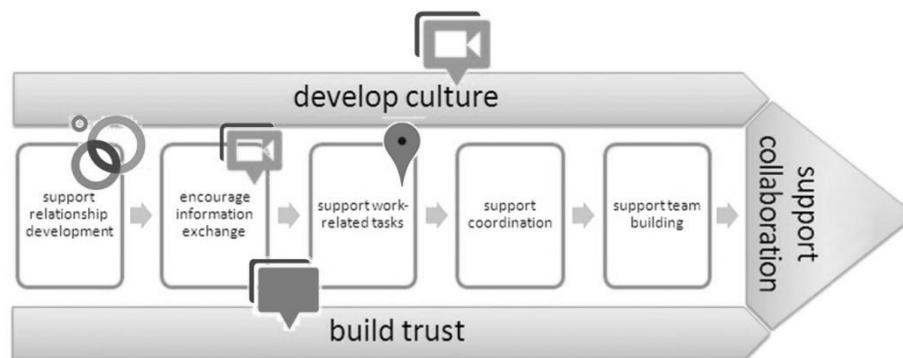 develop culture
support
relationship
development
encourage
information
exchange
support work-
related tasks
support
coordination
support team
building
support
collaboration
build trust